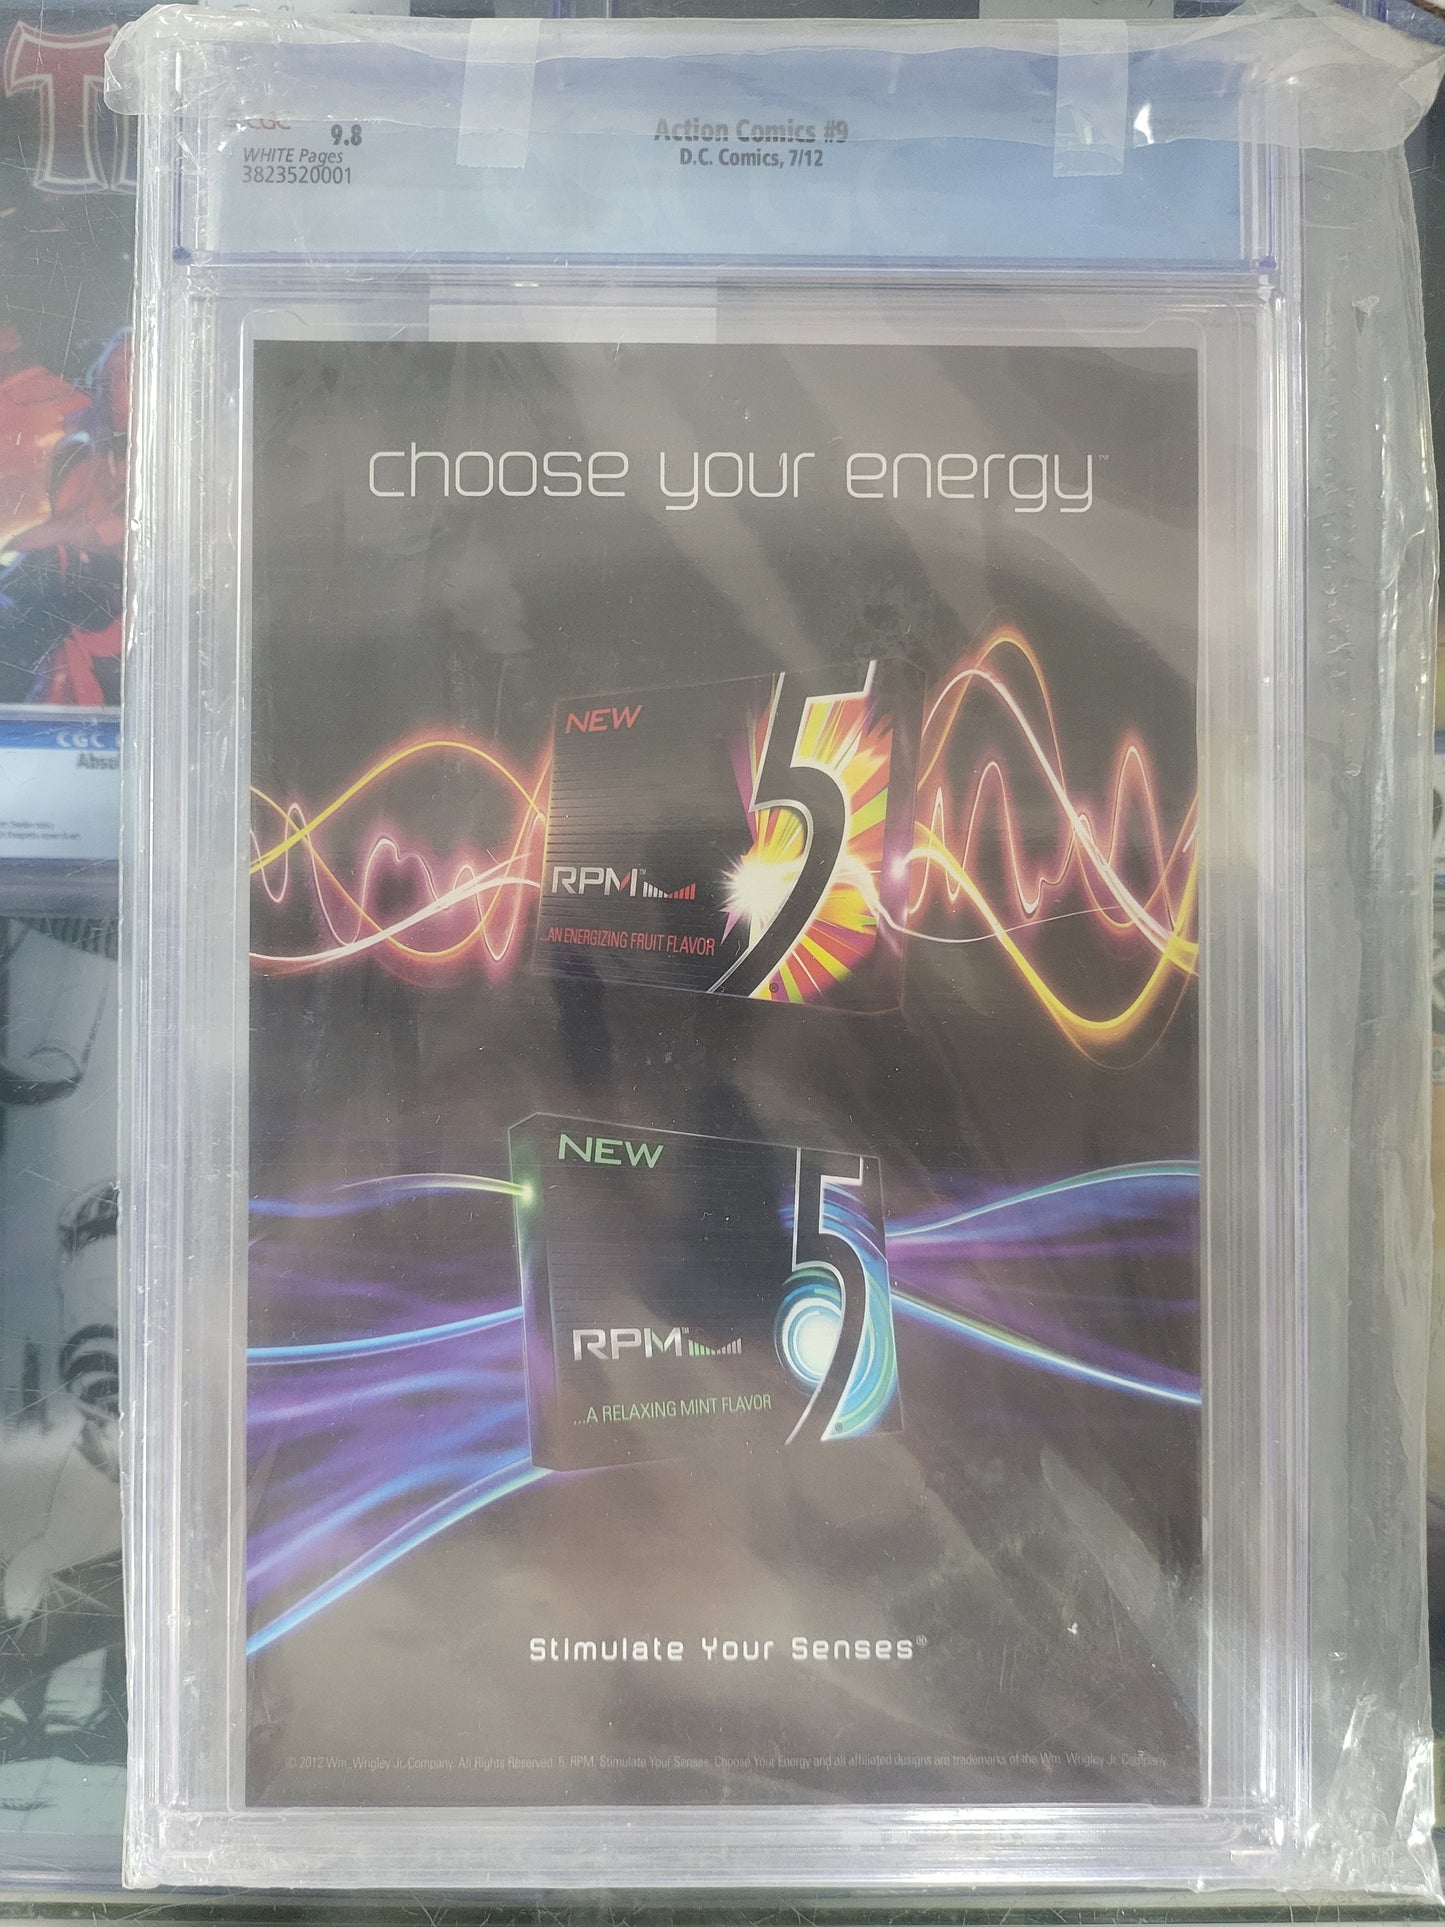 CGC 9.8
WHITE Pages
3823520001
Action Comics #9
D.C. Comics, 7/12
choose your energy™
NEW
5
RPM™
...AN ENERGIZING FRUIT FLAVOR
®
NEW
5
RPM™
...A RELAXING MINT FLAVOR
®
Stimulate Your Senses®
© 2012 Wm. Wrigley Jr. Company. All Rights Reserved. 5, RPM, Stimulate Your Senses, Choose Your Energy and all affiliated designs are trademarks of the Wm. Wrigley Jr. Company.
CGC